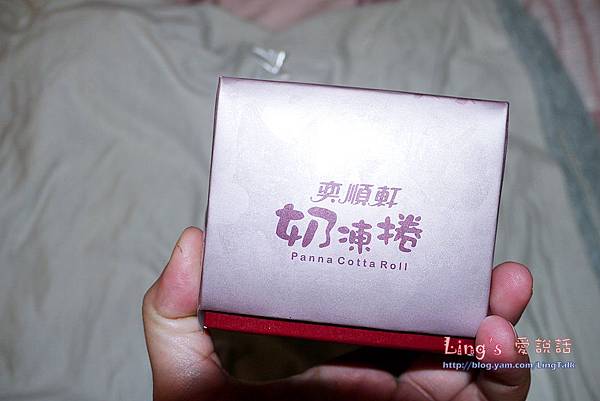 奕順軒
奶凍捲
Panna Cotta Roll
Ling's 愛說話
http://blog.yam.com/LingTalk